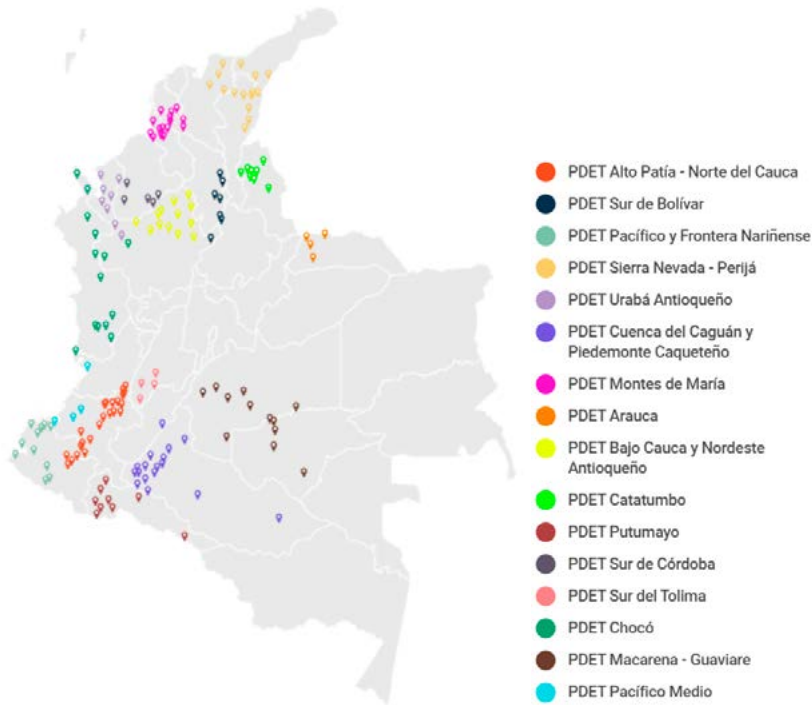 PDET Alto Patía - Norte del Cauca
PDET Sur de Bolívar
PDET Pacífico y Frontera Nariñense
PDET Sierra Nevada - Perijá
PDET Urabá Antioqueño
PDET Cuenca del Caguán y
Piedemonte Caqueteño
PDET Montes de María
PDET Arauca
PDET Bajo Cauca y Nordeste
Antioqueño
PDET Catatumbo
PDET Putumayo
PDET Sur de Córdoba
PDET Sur del Tolima
PDET Chocó
PDET Macarena - Guaviare
PDET Pacífico Medio